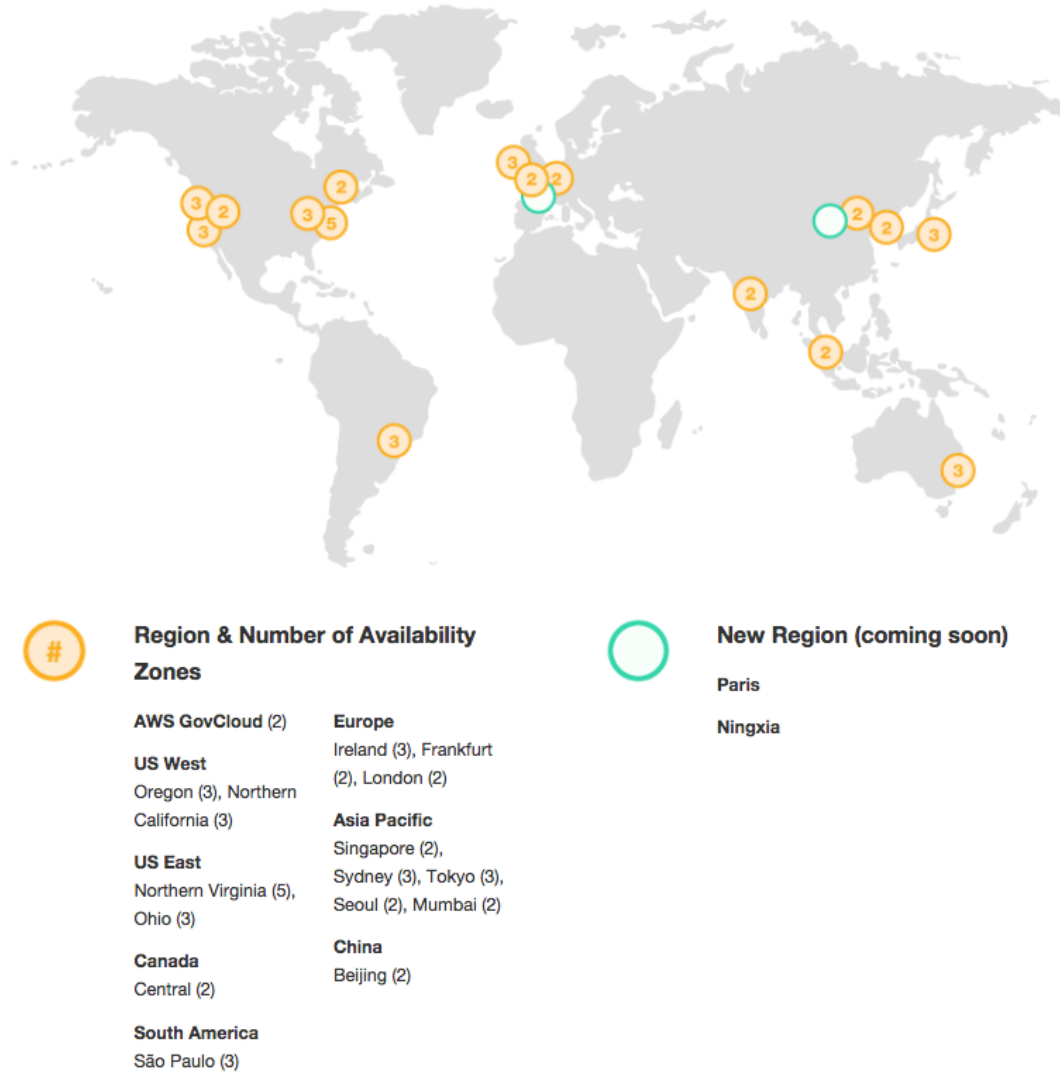 3
2
2
2
3
2
3
3
5
3
2
2
3
2
2
3
3
#
Region & Number of Availability
Zones
AWS GovCloud (2)
US West
Oregon (3), Northern
California (3)
US East
Northern Virginia (5),
Ohio (3)
Canada
Central (2)
South America
São Paulo (3)
Europe
Ireland (3), Frankfurt
(2), London (2)
Asia Pacific
Singapore (2),
Sydney (3), Tokyo (3),
Seoul (2), Mumbai (2)
China
Beijing (2)
New Region (coming soon)
Paris
Ningxia